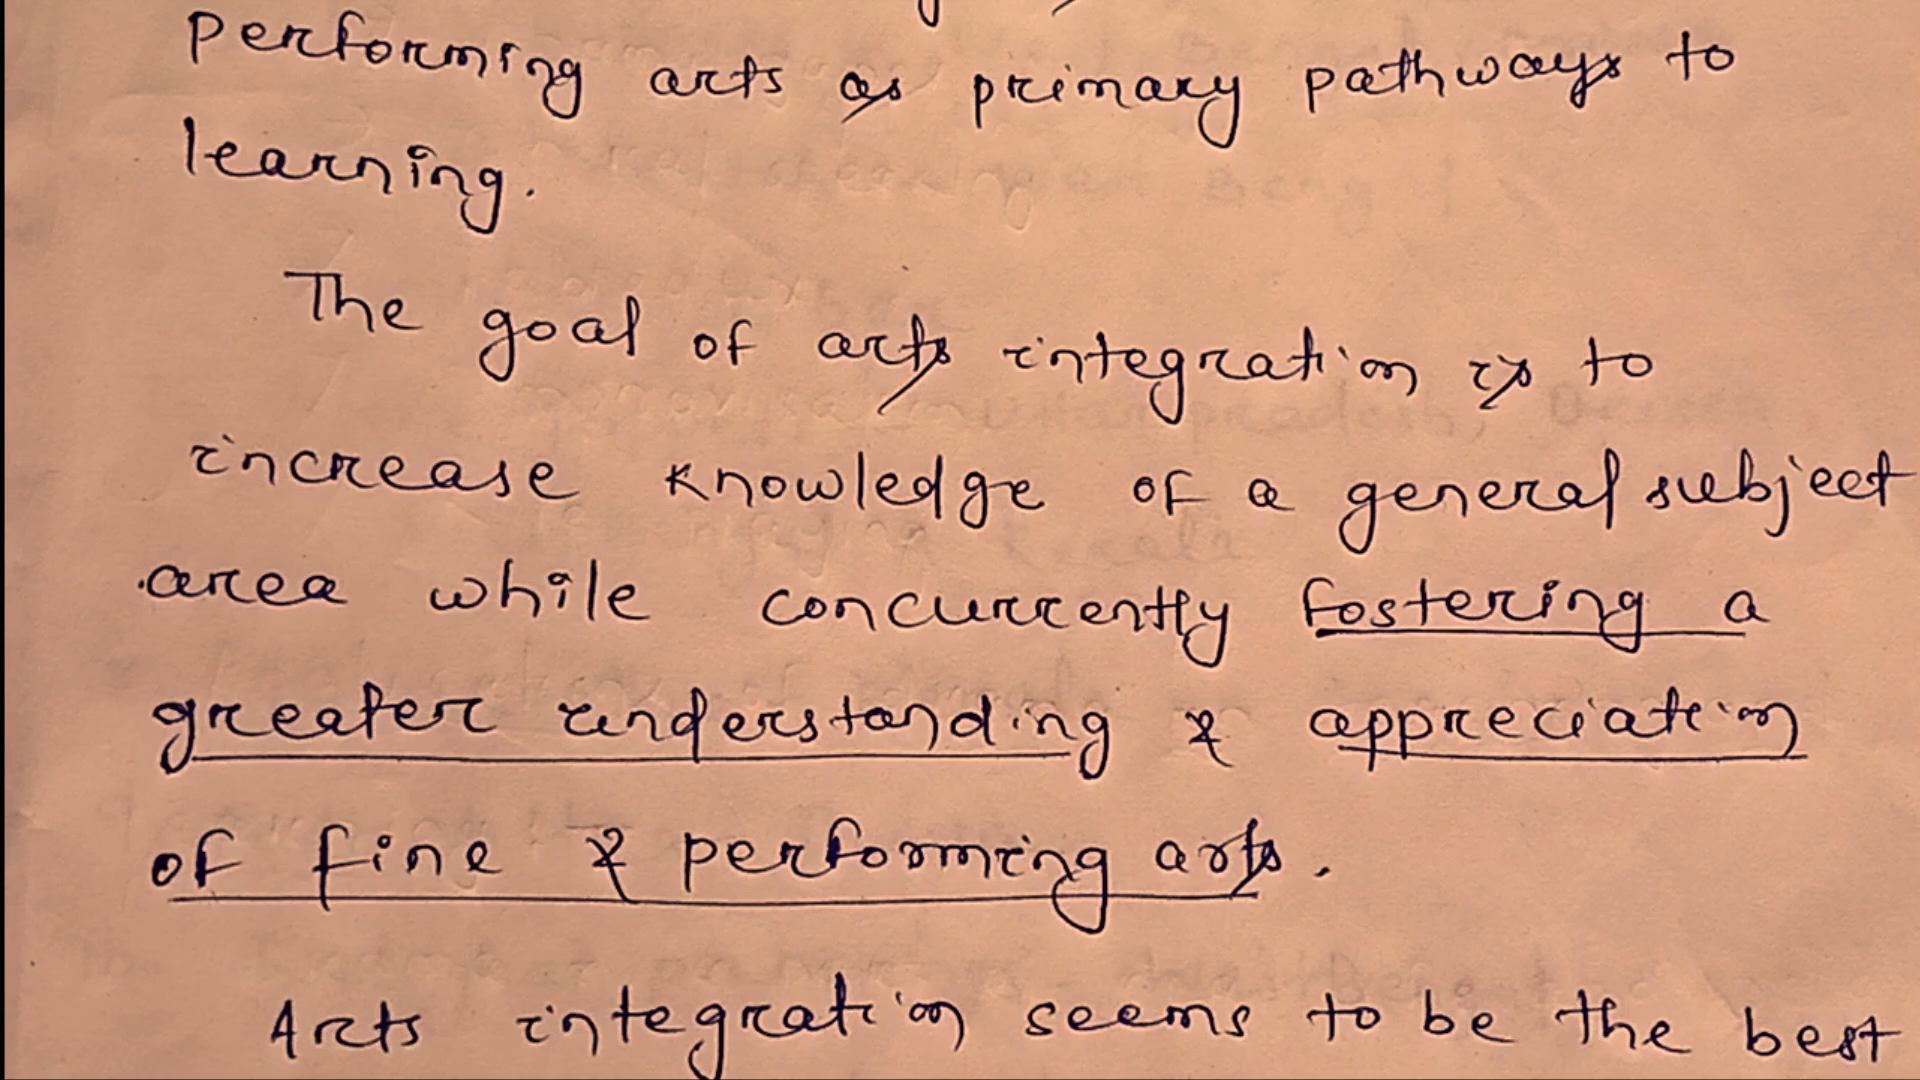 performing arts as primary pathways to
learning.
The goal of arts integration is to
increase knowledge of a general subject
area while concurrently fostering a
greater understanding & appreciation
of fine & performing arts.
Arts integration seems to be the best